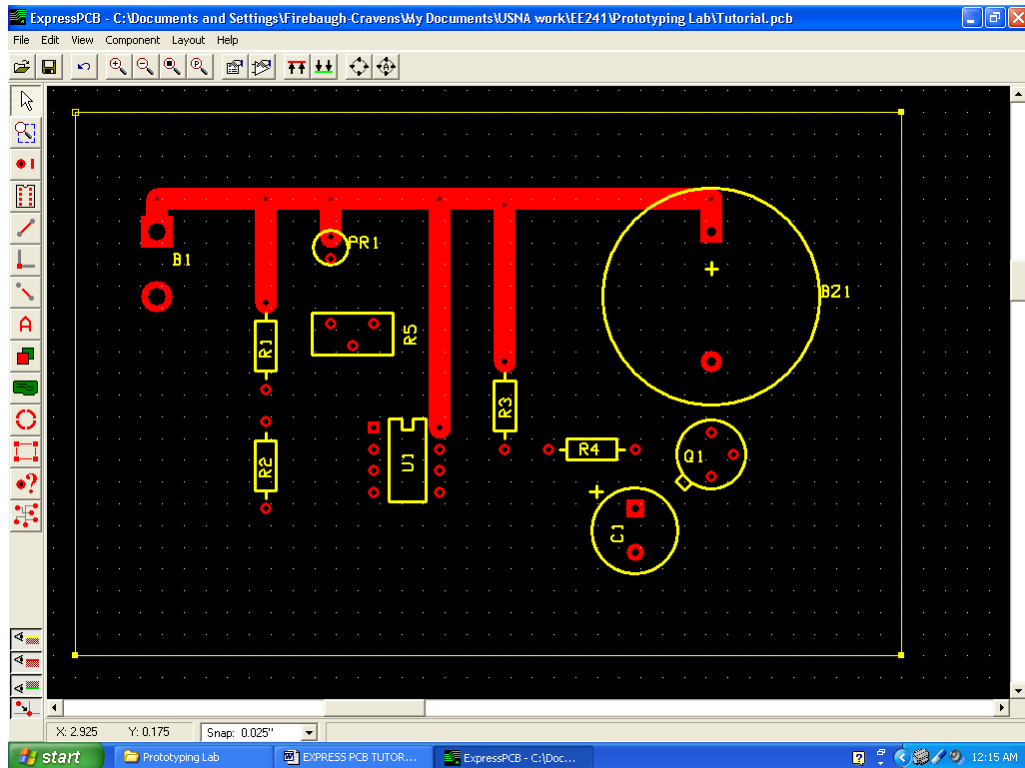 ExpressPCB - C:\Documents and Settings\Firebaugh-Cravens\My Documents\USNA work\EE241\Prototyping Lab\Tutorial.pcb
File Edit View Component Layout Help
B1
PR1
BZ1
R1
R5
R3
R2
U1
R4
Q1
C1
X: 2.925 Y: 0.175 Snap: 0.025"
start Prototyping Lab EXPRESS PCB TUTOR... ExpressPCB - C:\Doc... 12:15 AM